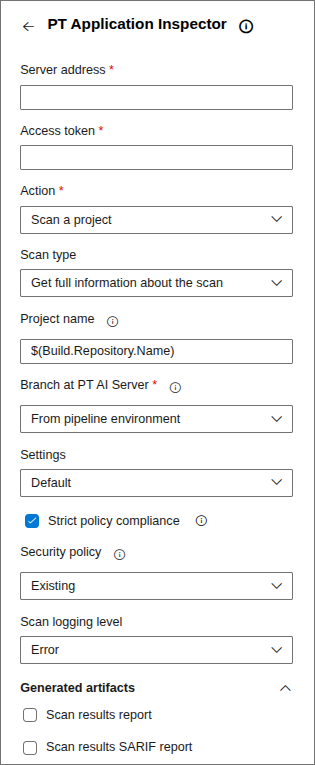 PT Application Inspector
Server address *
Access token *
Action *
Scan a project
Scan type
Get full information about the scan
Project name
$(Build.Repository.Name)
Branch at PT AI Server *
From pipeline environment
Settings
Default
Strict policy compliance
Security policy
Existing
Scan logging level
Error
Generated artifacts
Scan results report
Scan results SARIF report